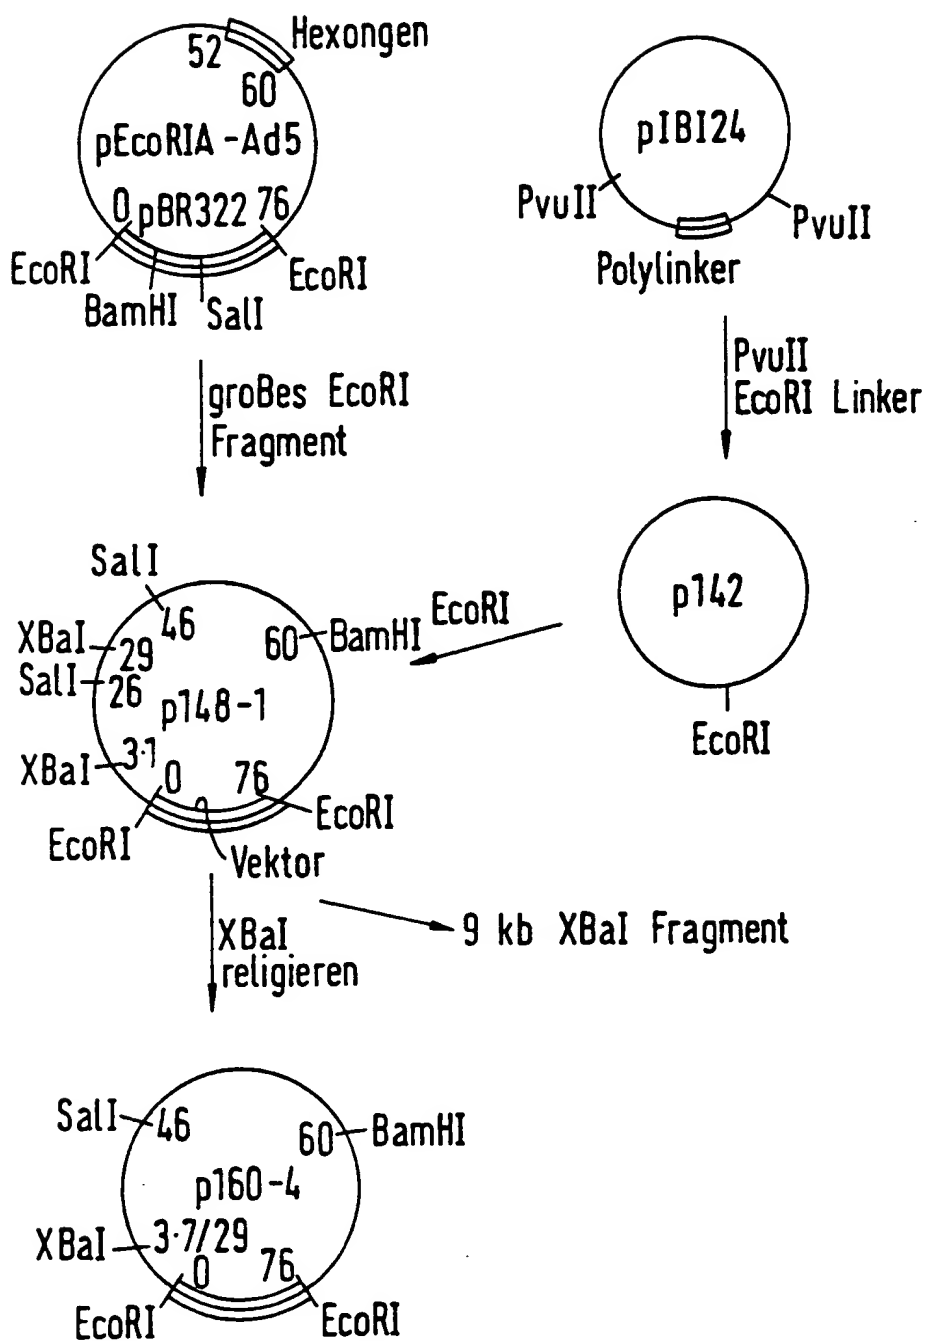 Hexongen
52
60
pEcoRIA-Ad5
0 pBR322 76
EcoRI
EcoRI
BamHI
SalI
pIBI24
PvuII
PvuII
Polylinker
großes EcoRI
Fragment
PvuII
EcoRI Linker
p142
EcoRI
EcoRI
SalI
46
XBaI
29
SalI
26
60
BamHI
p148-1
XBaI
3·1
0
76
EcoRI
EcoRI
Vektor
XBaI
religieren
9 kb XBaI Fragment
SalI
46
60
BamHI
p160-4
XBaI
3·7/29
0
76
EcoRI
EcoRI